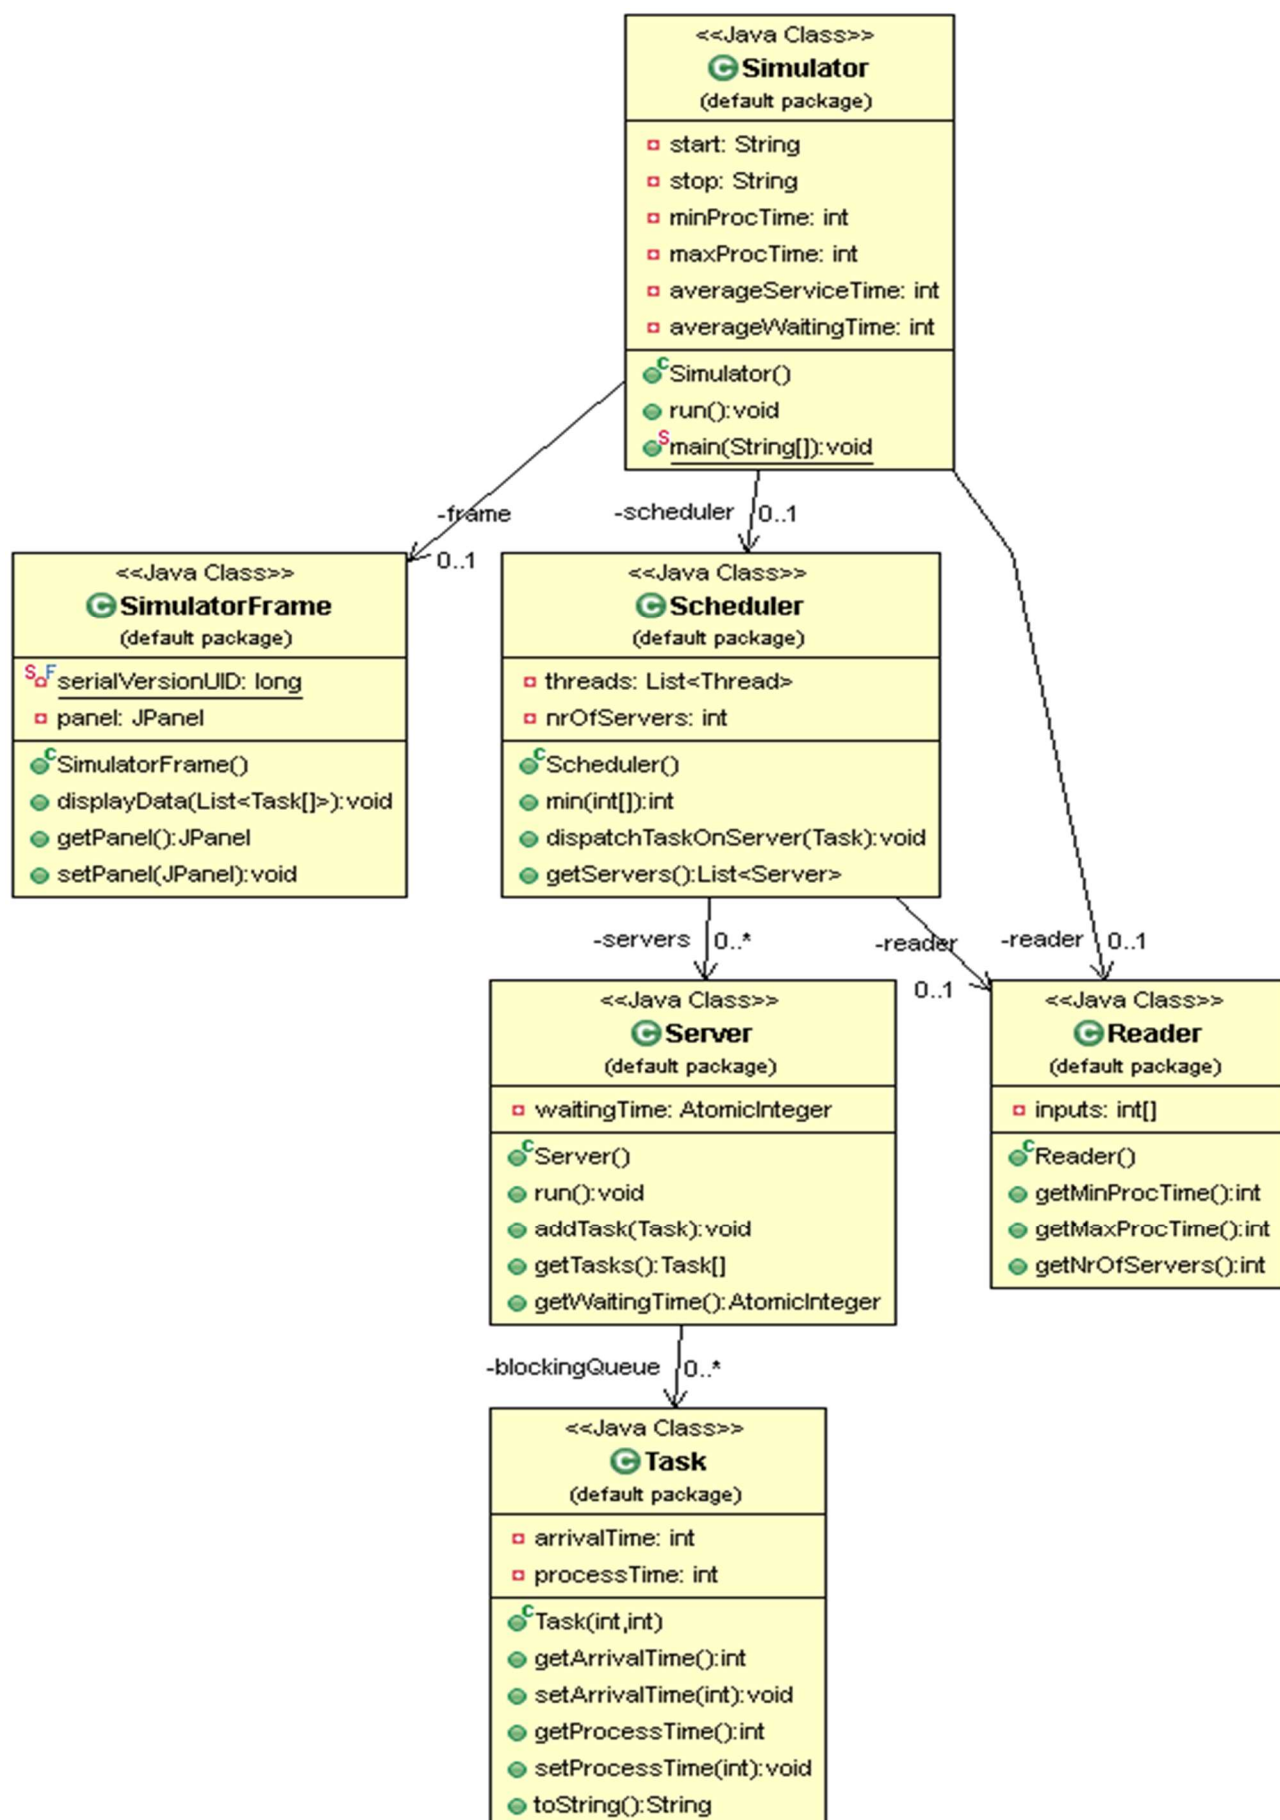 <<Java Class>>
Simulator
(default package)
start: String
stop: String
minProcTime: int
maxProcTime: int
averageServiceTime: int
averageWaitingTime: int
Simulator()
run():void
main(String[]):void
-frame
0..1
-scheduler
0..1
<<Java Class>>
SimulatorFrame
(default package)
serialVersionUID: long
panel: JPanel
SimulatorFrame()
displayData(List<Task[]>):void
getPanel():JPanel
setPanel(JPanel):void
<<Java Class>>
Scheduler
(default package)
threads: List<Thread>
nrOfServers: int
Scheduler()
min(int[]):int
dispatchTaskOnServer(Task):void
getServers():List<Server>
-servers
0..*
-reader
0..1
-reader
0..1
<<Java Class>>
Server
(default package)
waitingTime: AtomicInteger
Server()
run():void
addTask(Task):void
getTasks():Task[]
getWaitingTime():AtomicInteger
<<Java Class>>
Reader
(default package)
inputs: int[]
Reader()
getMinProcTime():int
getMaxProcTime():int
getNrOfServers():int
-blockingQueue
0..*
<<Java Class>>
Task
(default package)
arrivalTime: int
processTime: int
Task(int,int)
getArrivalTime():int
setArrivalTime(int):void
getProcessTime():int
setProcessTime(int):void
toString():String